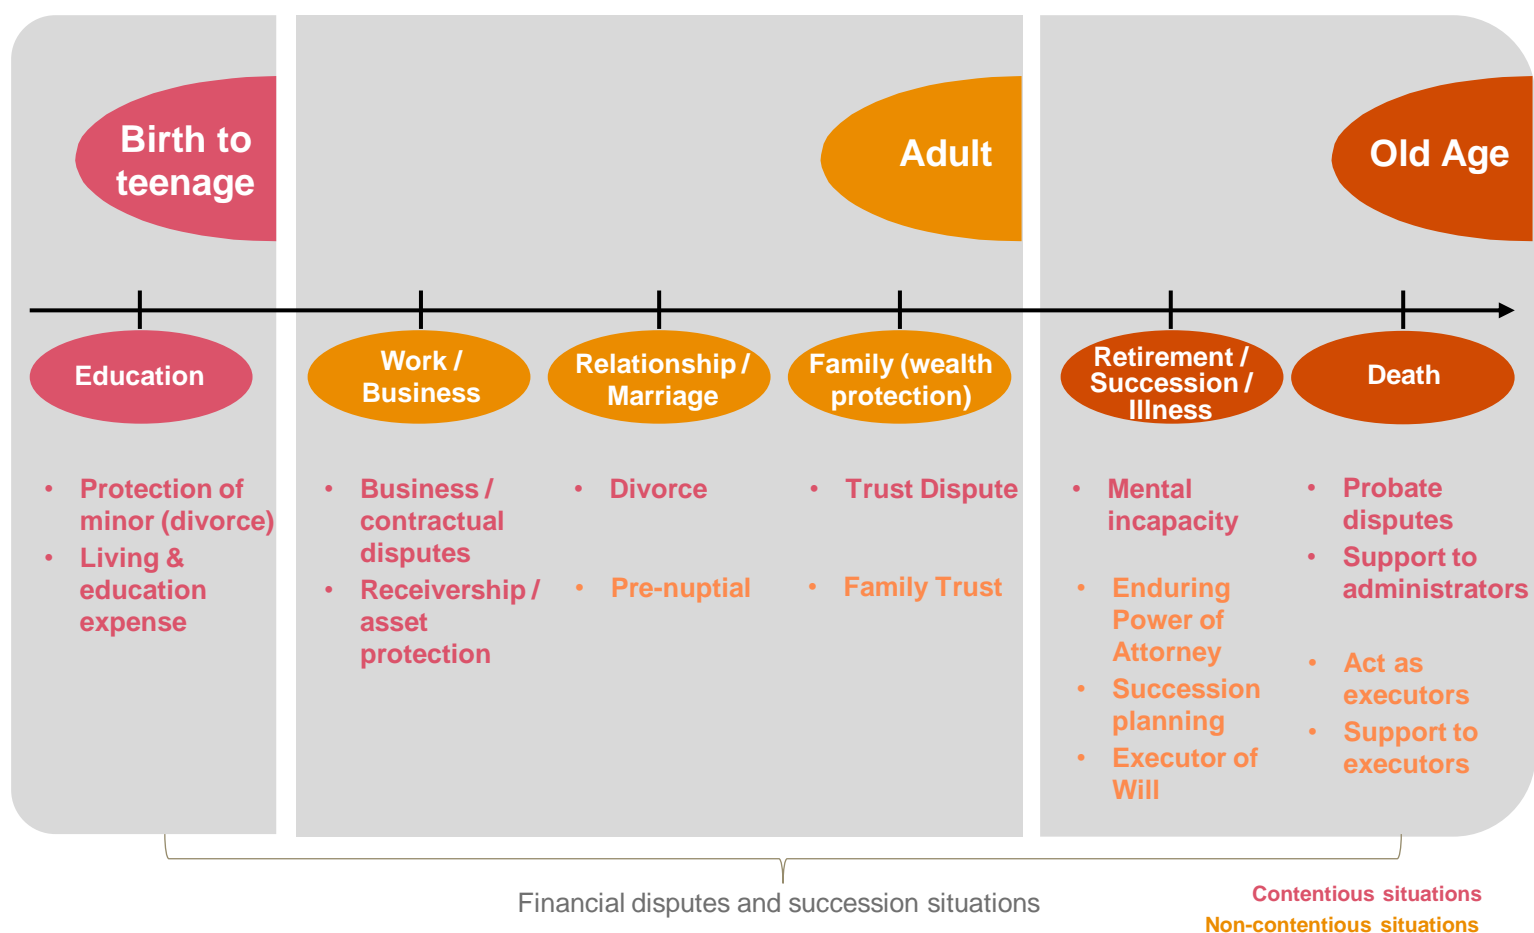 Birth to
teenage
Adult
Old Age
Education
Work /
Business
Relationship /
Marriage
Family (wealth
protection)
Retirement /
Succession /
Illness
Death
• Protection of
minor (divorce)
• Living &
education
expense
• Business /
contractual
disputes
• Receivership /
asset
protection
• Divorce
• Pre-nuptial
• Trust Dispute
• Family Trust
• Mental
incapacity
• Enduring
Power of
Attorney
• Succession
planning
• Executor of
Will
• Probate
disputes
• Support to
administrators
• Act as
executors
• Support to
executors
Financial disputes and succession situations
Contentious situations
Non-contentious situations